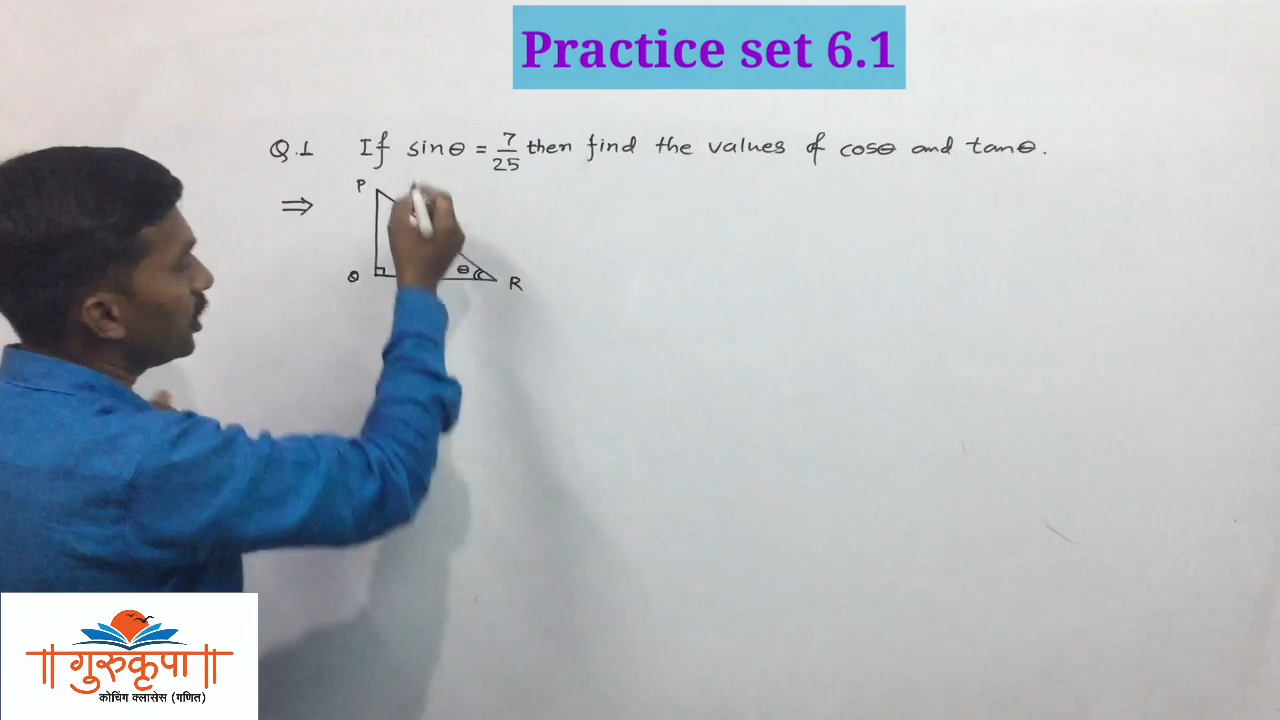 Practice set 6.1
Q.1 If sinθ = 7/25 then find the values of cosθ and tanθ.
⇒
P
Q
θ
R
गुरुकृपा
कोचिंग क्लासेस (गणित)